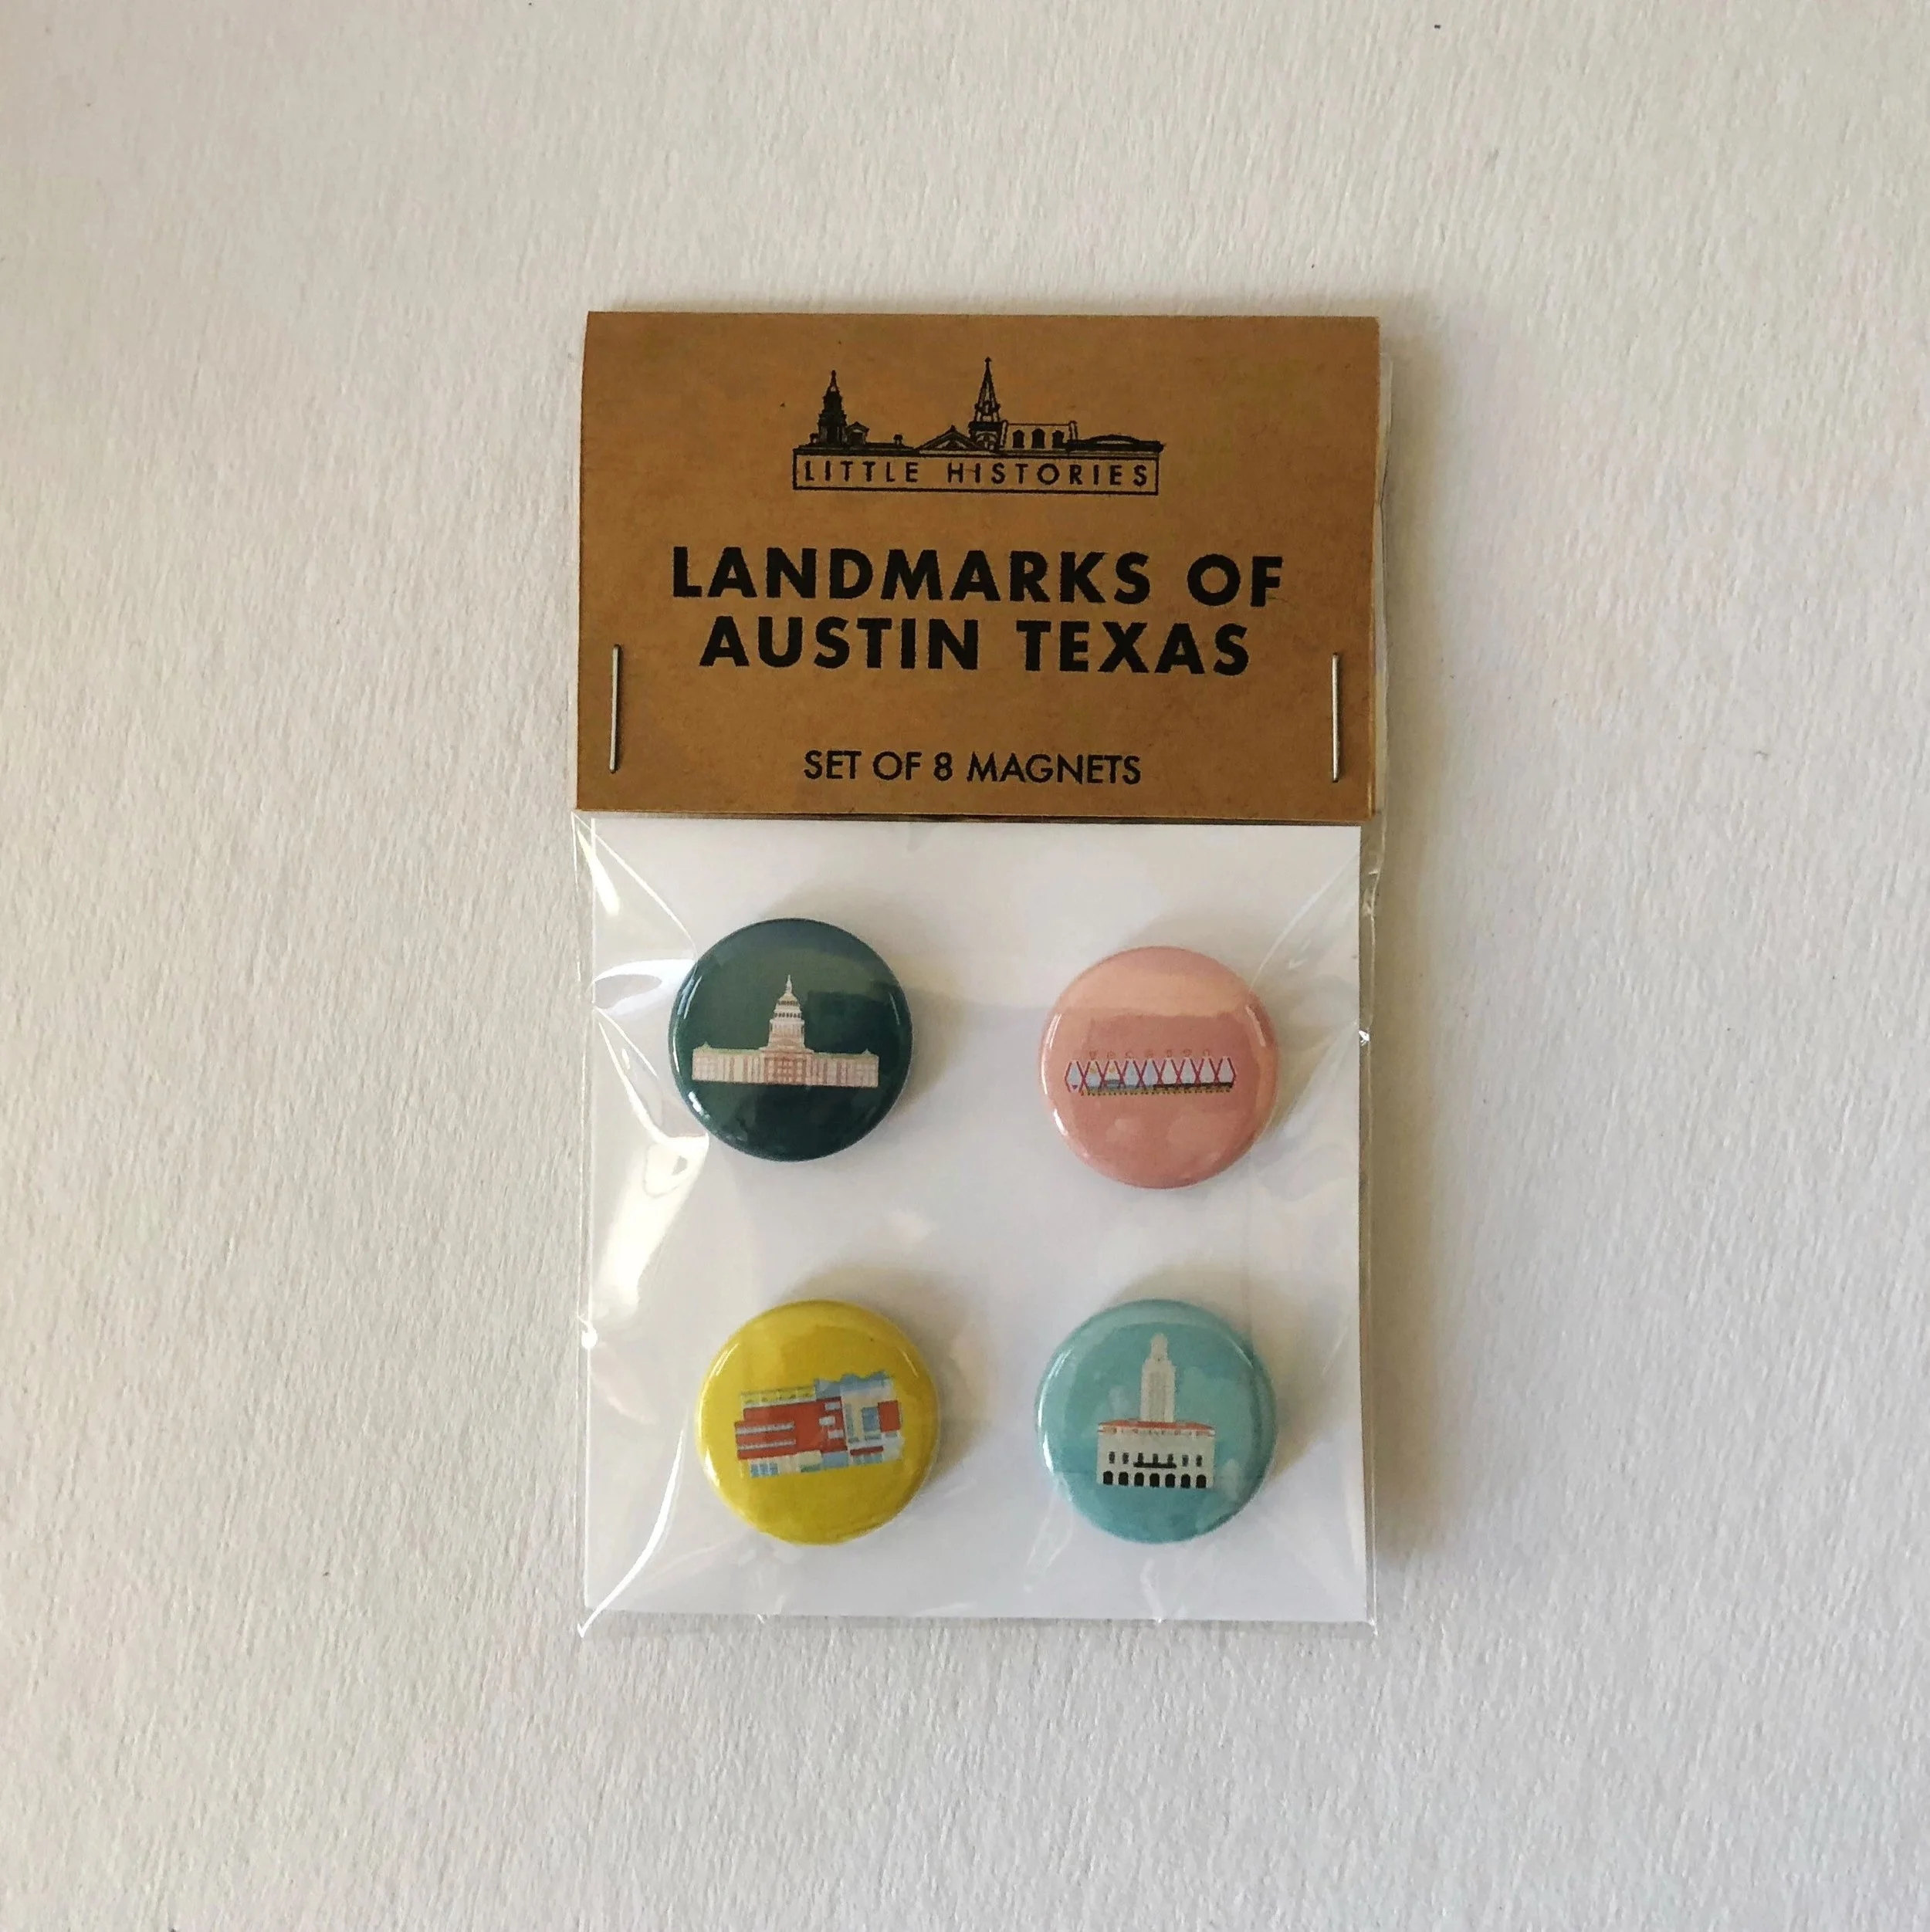 LITTLE HISTORIES
LANDMARKS OF
AUSTIN TEXAS
SET OF 8 MAGNETS